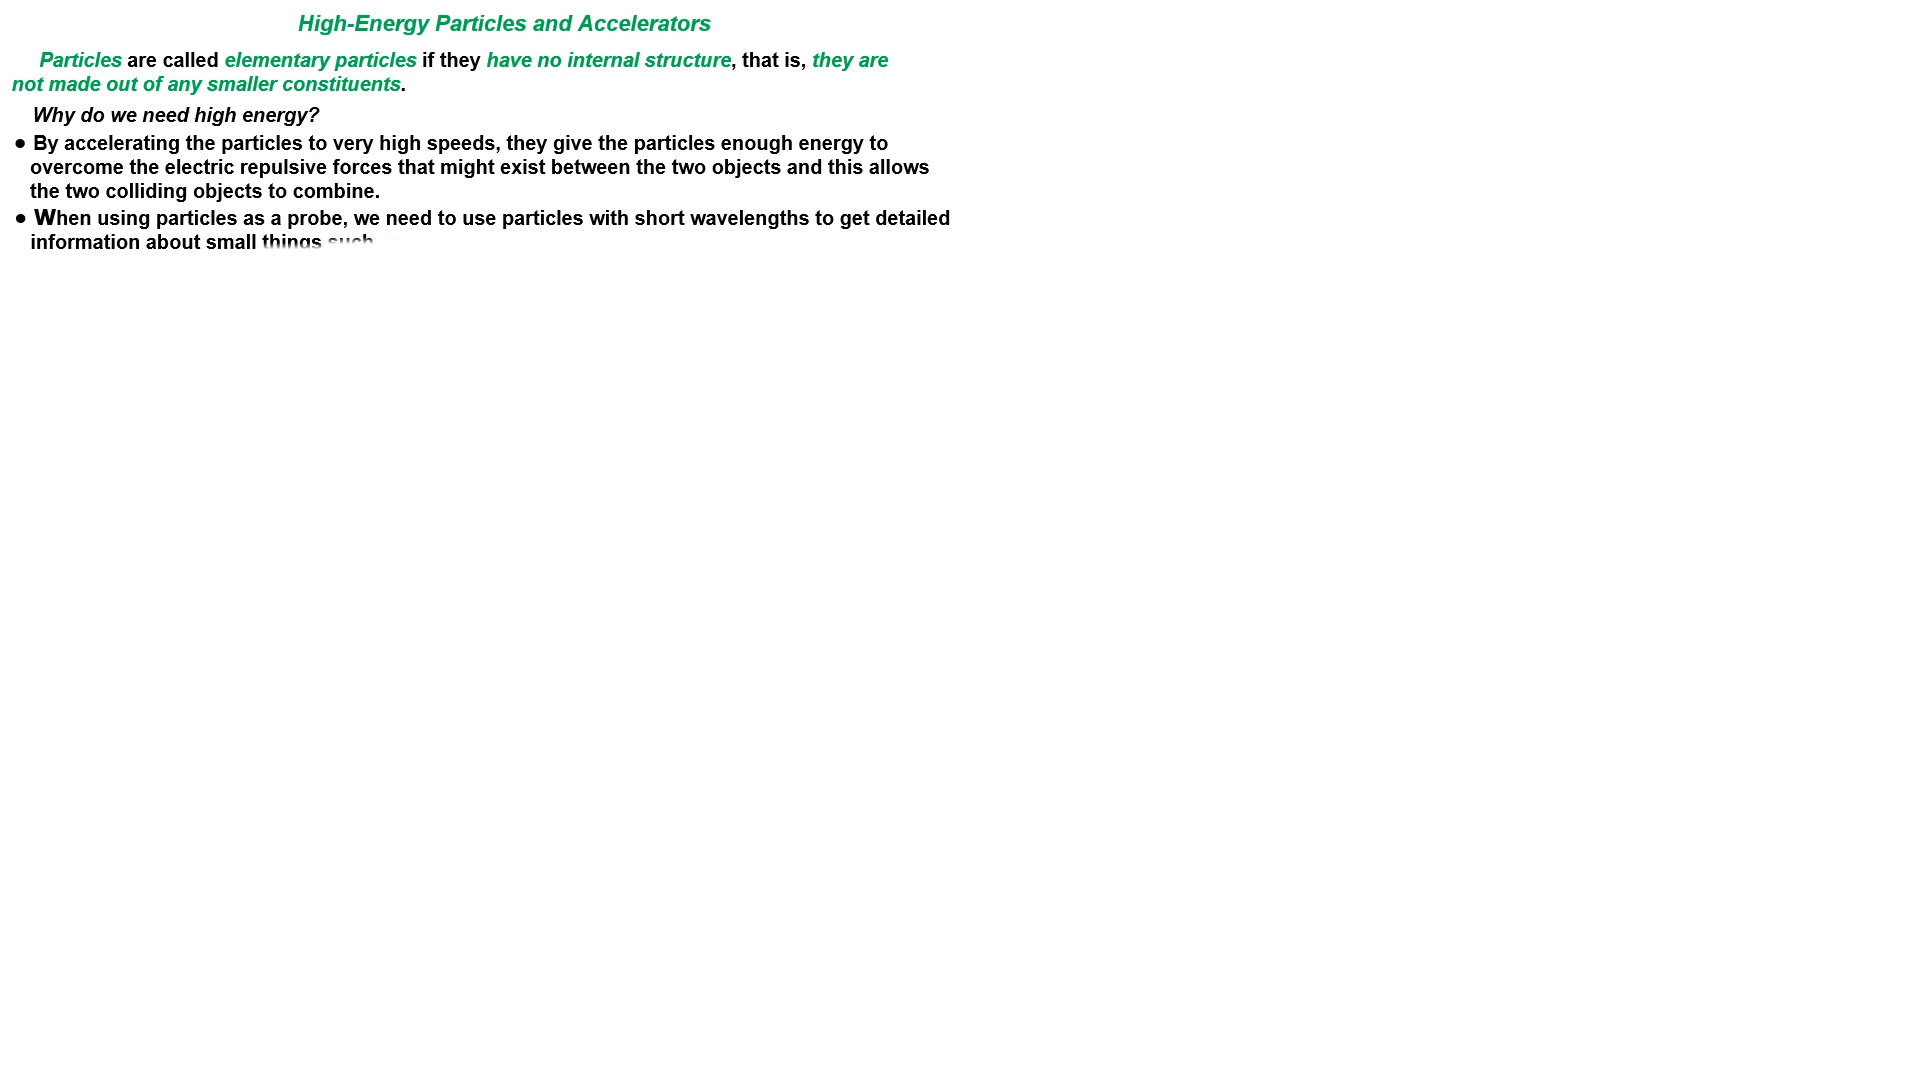 High-Energy Particles and Accelerators
Particles are called elementary particles if they have no internal structure, that is, they are
not made out of any smaller constituents.
Why do we need high energy?
● By accelerating the particles to very high speeds, they give the particles enough energy to
overcome the electric repulsive forces that might exist between the two objects and this allows
the two colliding objects to combine.
● When using particles as a probe, we need to use particles with short wavelengths to get detailed
information about small things such